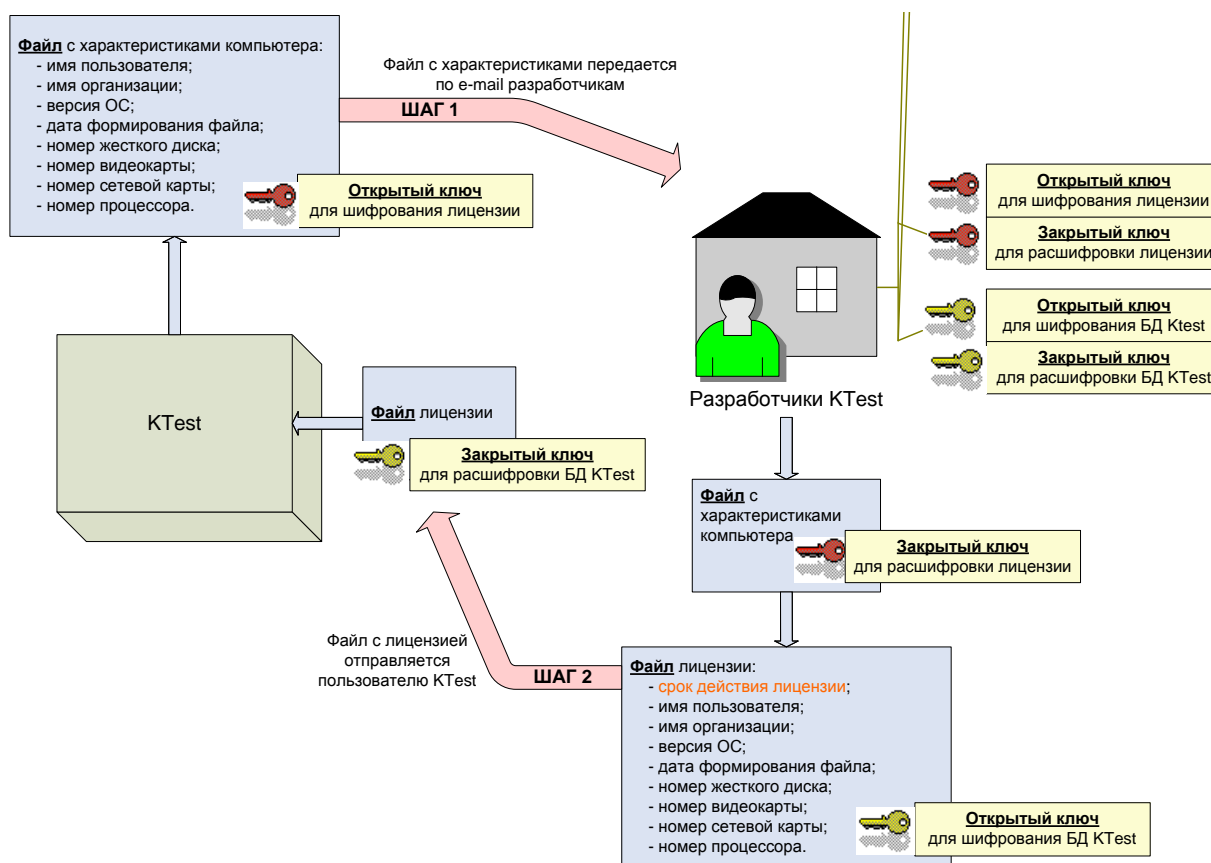 Файл с характеристиками компьютера:
- имя пользователя;
- имя организации;
- версия ОС;
- дата формирования файла;
- номер жесткого диска;
- номер видеокарты;
- номер сетевой карты;
- номер процессора.
Открытый ключ
для шифрования лицензии
Файл с характеристиками передается
по e-mail разработчикам
ШАГ 1
Открытый ключ
для шифрования лицензии
Закрытый ключ
для расшифровки лицензии
Открытый ключ
для шифрования БД Ktest
Закрытый ключ
для расшифровки БД KTest
Разработчики KTest
KTest
Файл лицензии
Закрытый ключ
для расшифровки БД KTest
Файл с
характеристиками
компьютера
Закрытый ключ
для расшифровки лицензии
Файл с лицензией
отправляется
пользователю KTest
ШАГ 2
Файл лицензии:
- срок действия лицензии;
- имя пользователя;
- имя организации;
- версия ОС;
- дата формирования файла;
- номер жесткого диска;
- номер видеокарты;
- номер сетевой карты;
- номер процессора.
Открытый ключ
для шифрования БД KTest